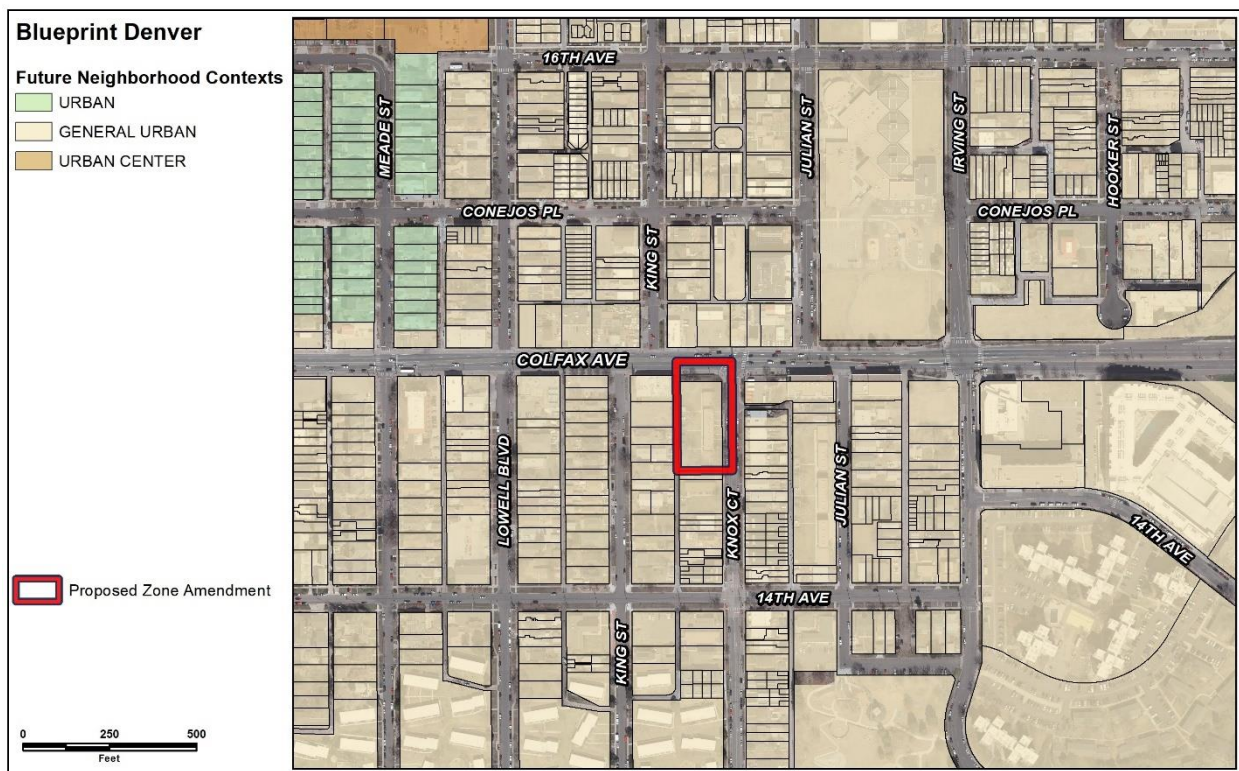 Blueprint Denver
Future Neighborhood Contexts
URBAN
GENERAL URBAN
URBAN CENTER
Proposed Zone Amendment
0 250 500
Feet
16TH AVE
MEADE ST
JULIAN ST
IRVING ST
HOOKER ST
CONEJOS PL
CONEJOS PL
KING ST
COLFAX AVE
LOWELL BLVD
KNOX CT
JULIAN ST
14TH AVE
14TH AVE
KING ST